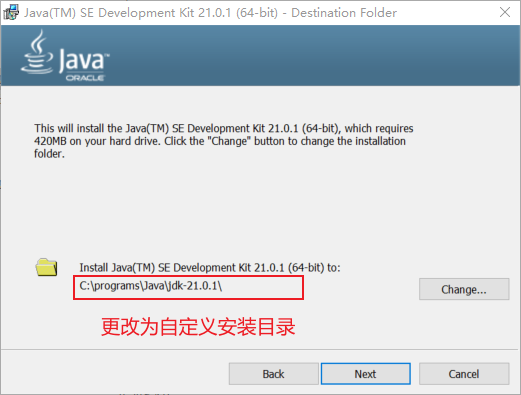 Java(TM) SE Development Kit 21.0.1 (64-bit) - Destination Folder
Java™
ORACLE
This will install the Java(TM) SE Development Kit 21.0.1 (64-bit), which requires
420MB on your hard drive. Click the "Change" button to change the installation
folder.
Install Java(TM) SE Development Kit 21.0.1 (64-bit) to:
C:\programs\Java\jdk-21.0.1\
Change...
更改为自定义安装目录
Back
Next
Cancel